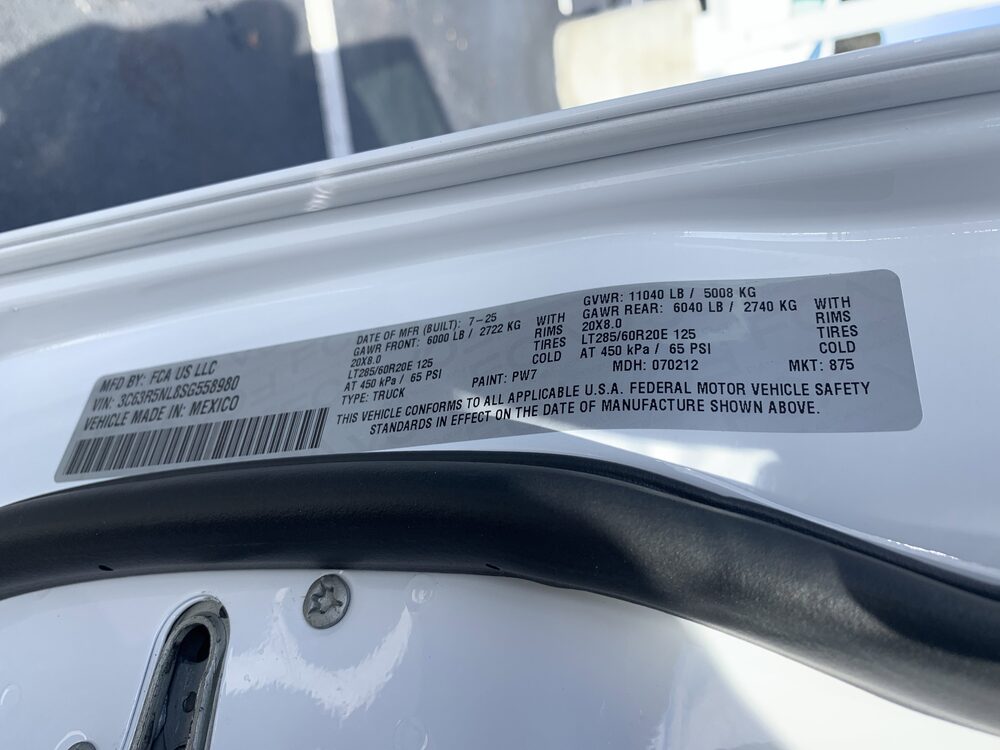 MFD BY: FCA US LLC
VIN: 3C63R5NL8SG558980
VEHICLE MADE IN: MEXICO
DATE OF MFR (BUILT): 7-25
GAWR FRONT: 6000 LB / 2722 KG WITH
20X8.0 RIMS
LT285/60R20E 125 TIRES
AT 450 kPa / 65 PSI COLD
TYPE: TRUCK PAINT: PW7
GVWR: 11040 LB / 5008 KG
GAWR REAR: 6040 LB / 2740 KG WITH
20X8.0 RIMS
LT285/60R20E 125 TIRES
AT 450 kPa / 65 PSI COLD
MDH: 070212 MKT: 875
THIS VEHICLE CONFORMS TO ALL APPLICABLE U.S.A. FEDERAL MOTOR VEHICLE SAFETY
STANDARDS IN EFFECT ON THE DATE OF MANUFACTURE SHOWN ABOVE.